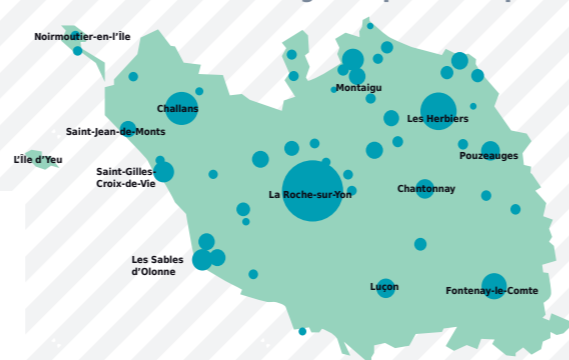 Noirmoutier-en-l’Île
Montaigu
Challans
Les Herbiers
Saint-Jean-de-Monts
L’Île d’Yeu
Pouzeauges
Saint-Gilles-
Croix-de-Vie
La Roche-sur-Yon
Chantonnay
Les Sables
d’Olonne
Luçon
Fontenay-le-Comte